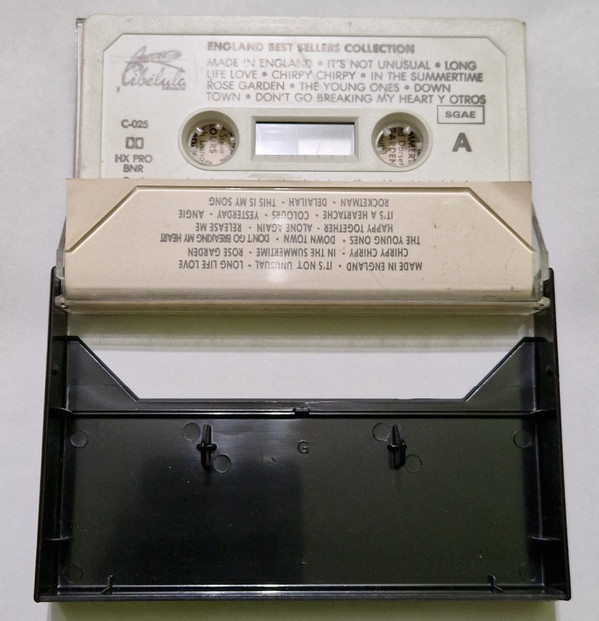 ENGLAND BEST SELLERS COLLECTION
Cibelula
MADE IN ENGLAND • IT'S NOT UNUSUAL • LONG
LIFE LOVE • CHIRPY CHIRPY • IN THE SUMMERTIME
ROSE GARDEN • THE YOUNG ONES • DOWN
TOWN • DON'T GO BREAKING MY HEART Y OTROS
SGAE
C-025
A
HX PRO
BNR
MADE IN ENGLAND • IT'S NOT UNUSUAL • LONG LIFE LOVE
CHIRPY CHIRPY • IN THE SUMMERTIME • ROSE GARDEN
THE YOUNG ONES • DOWN TOWN • DON'T GO BREAKING MY HEART
HAPPY TOGETHER • ALONE AGAIN • RELEASE ME
IT'S A HEARTACHE • COLOURS • YESTERDAY • ANGIE
ROCKETMAN • DELAILAH • THIS IS MY SONG
G